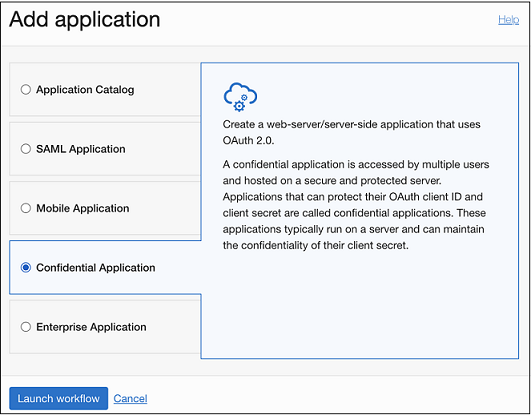 Add application
Help
Application Catalog
SAML Application
Mobile Application
Confidential Application
Enterprise Application
Create a web-server/server-side application that uses
OAuth 2.0.
A confidential application is accessed by multiple users
and hosted on a secure and protected server.
Applications that can protect their OAuth client ID and
client secret are called confidential applications. These
applications typically run on a server and can maintain
the confidentiality of their client secret.
Launch workflow
Cancel